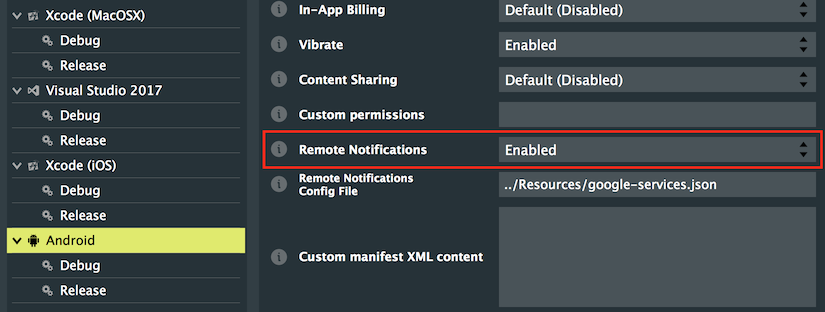 Xcode (MacOSX)
Debug
Release
Visual Studio 2017
Debug
Release
Xcode (iOS)
Debug
Release
Android
Debug
Release
In-App Billing Default (Disabled)
Vibrate Enabled
Content Sharing Default (Disabled)
Custom permissions
Remote Notifications Enabled
Remote Notifications
Config File ../Resources/google-services.json
Custom manifest XML content